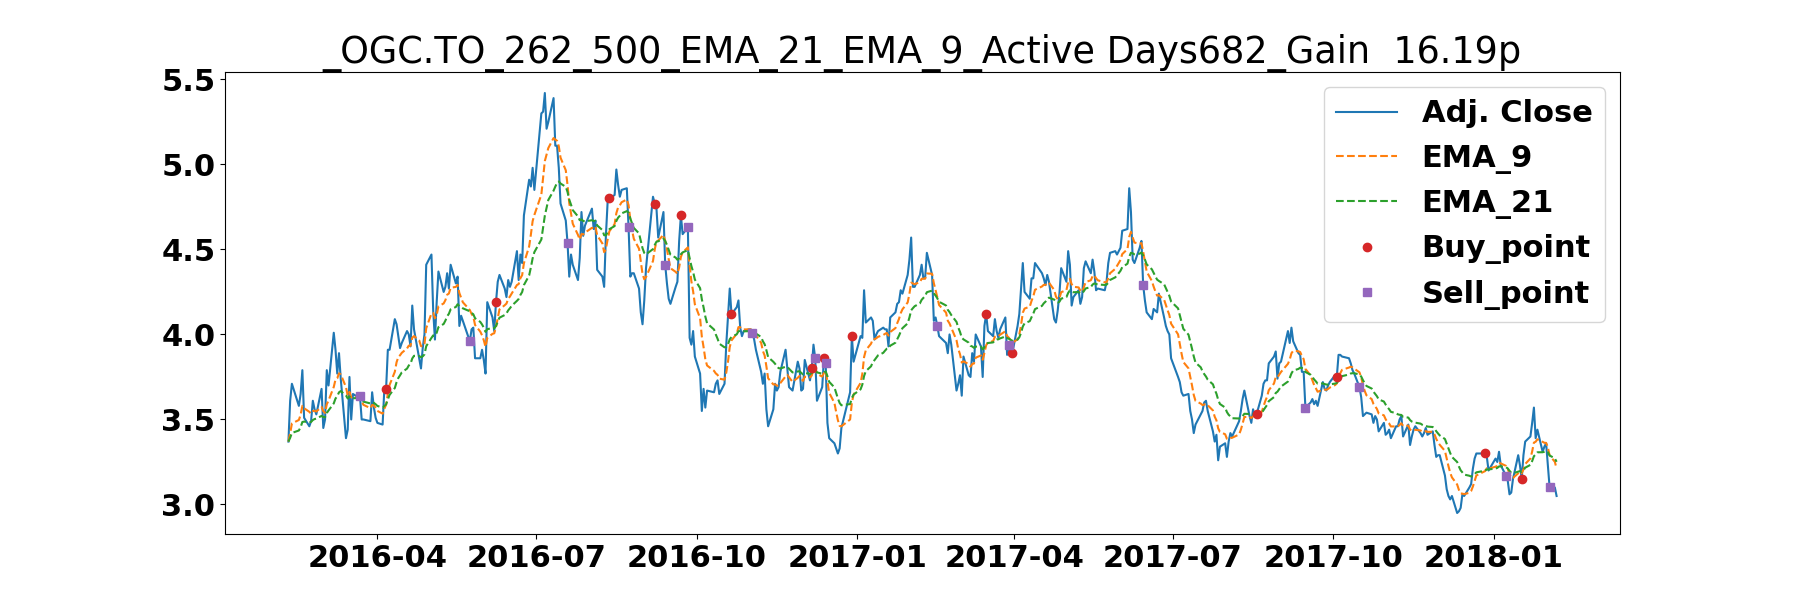 _OGC.TO_262_500_EMA_21_EMA_9_Active Days682_Gain  16.19p
5.5
5.0
4.5
4.0
3.5
3.0
Adj. Close
EMA_9
EMA_21
Buy_point
Sell_point
2016-04 2016-07 2016-10 2017-01 2017-04 2017-07 2017-10 2018-01